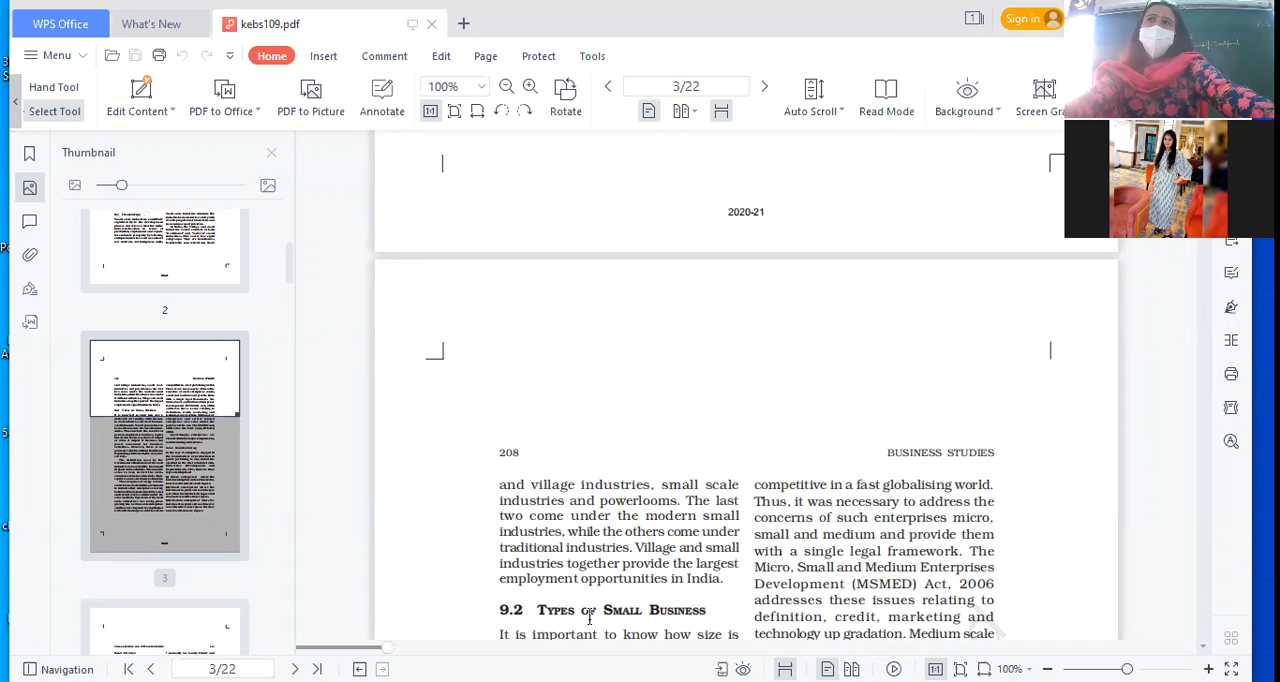 WPS Office
What's New
kebs109.pdf
Sign in
Menu
Home
Insert
Comment
Edit
Page
Protect
Tools
Hand Tool
Select Tool
Edit Content
PDF to Office
PDF to Picture
Annotate
100%
Rotate
3/22
Auto Scroll
Read Mode
Background
Screen Gra
Thumbnail
2
3
2020-21
208
BUSINESS STUDIES
and village industries, small scale
industries and powerlooms. The last
two come under the modern small
industries, while the others come under
traditional industries. Village and small
industries together provide the largest
employment opportunities in India.
9.2 Types of Small Business
It is important to know how size is
competitive in a fast globalising world.
Thus, it was necessary to address the
concerns of such enterprises micro,
small and medium and provide them
with a single legal framework. The
Micro, Small and Medium Enterprises
Development (MSMED) Act, 2006
addresses these issues relating to
definition, credit, marketing and
technology up gradation. Medium scale
Navigation
3/22
100%